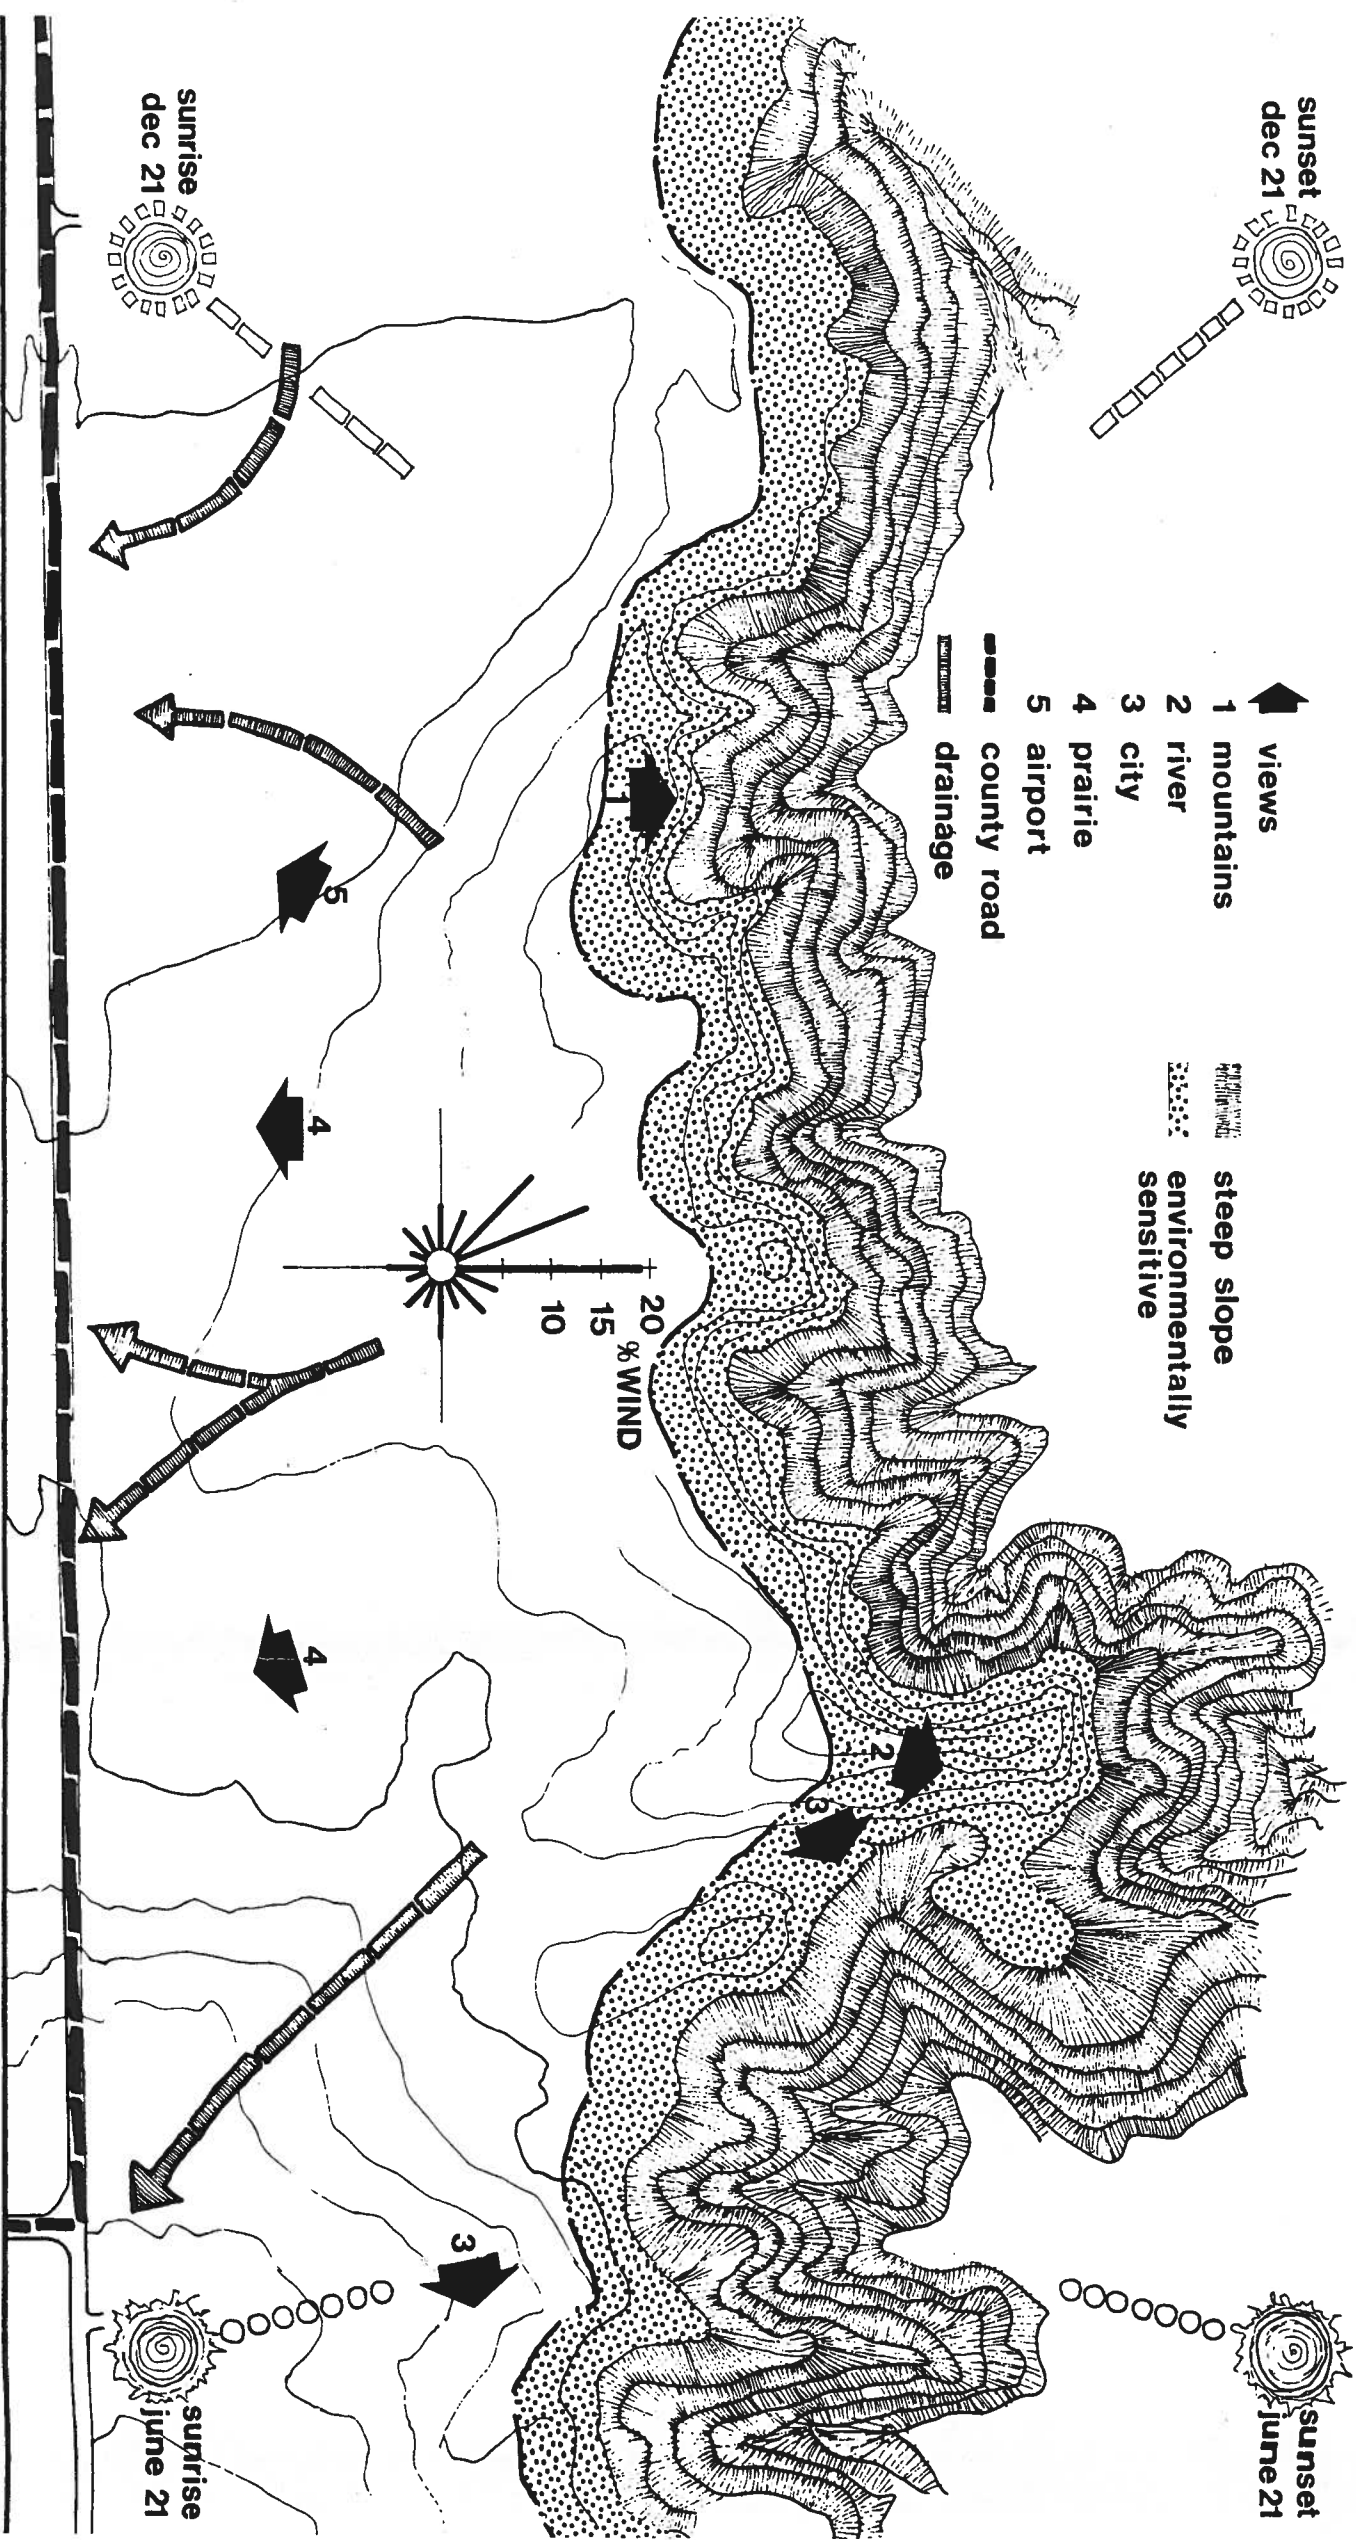 sunset
dec 21
sunrise
dec 21
views
1 mountains
2 river
3 city
4 prairie
5 airport
county road
drainage
steep slope
environmentally
sensitive
1
5
4
20
15
10
% WIND
4
2
3
3
sunset
june 21
sunrise
june 21